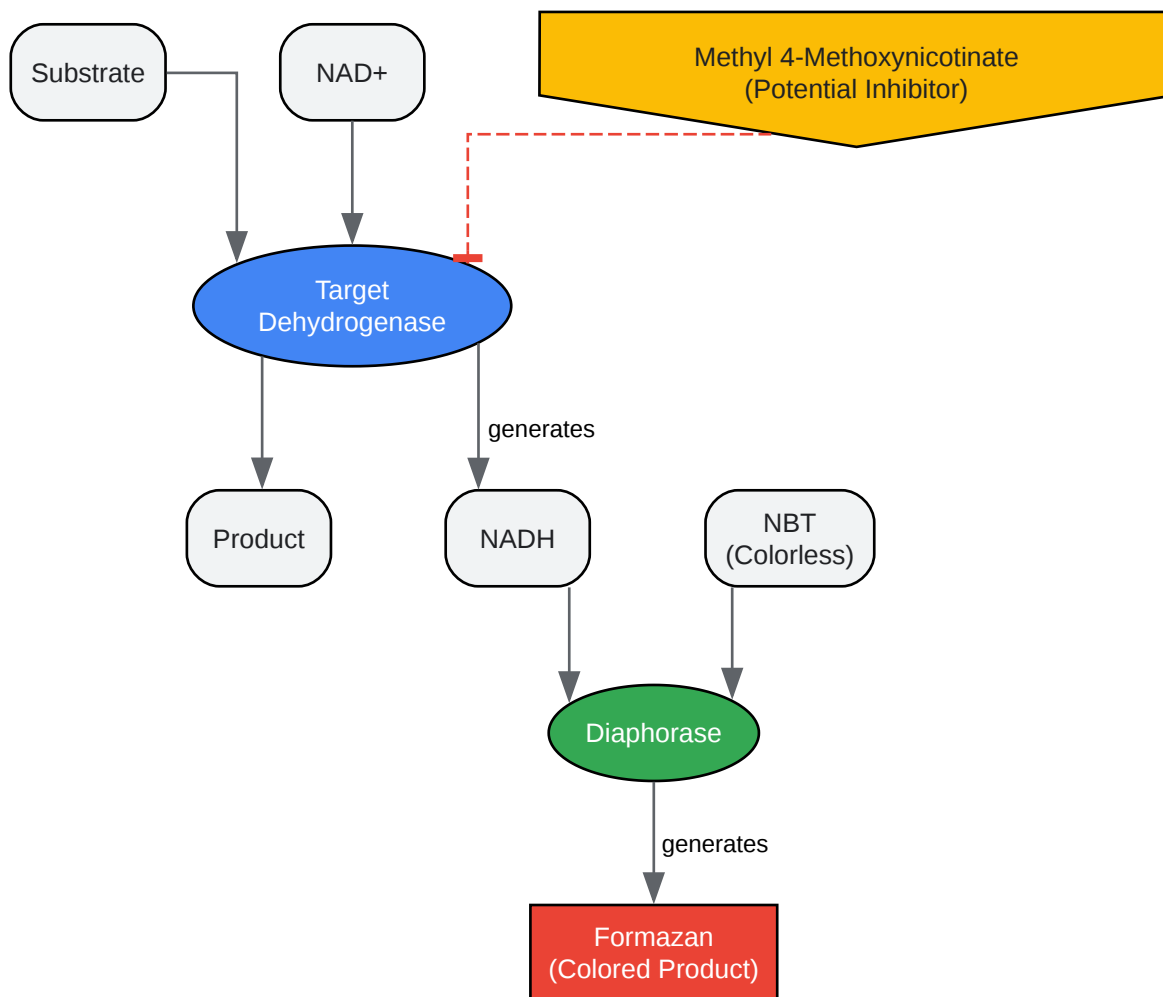 Substrate
NAD+
Methyl 4-Methoxynicotinate
(Potential Inhibitor)
Target
Dehydrogenase
generates
Product
NADH
NBT
(Colorless)
Diaphorase
generates
Formazan
(Colored Product)